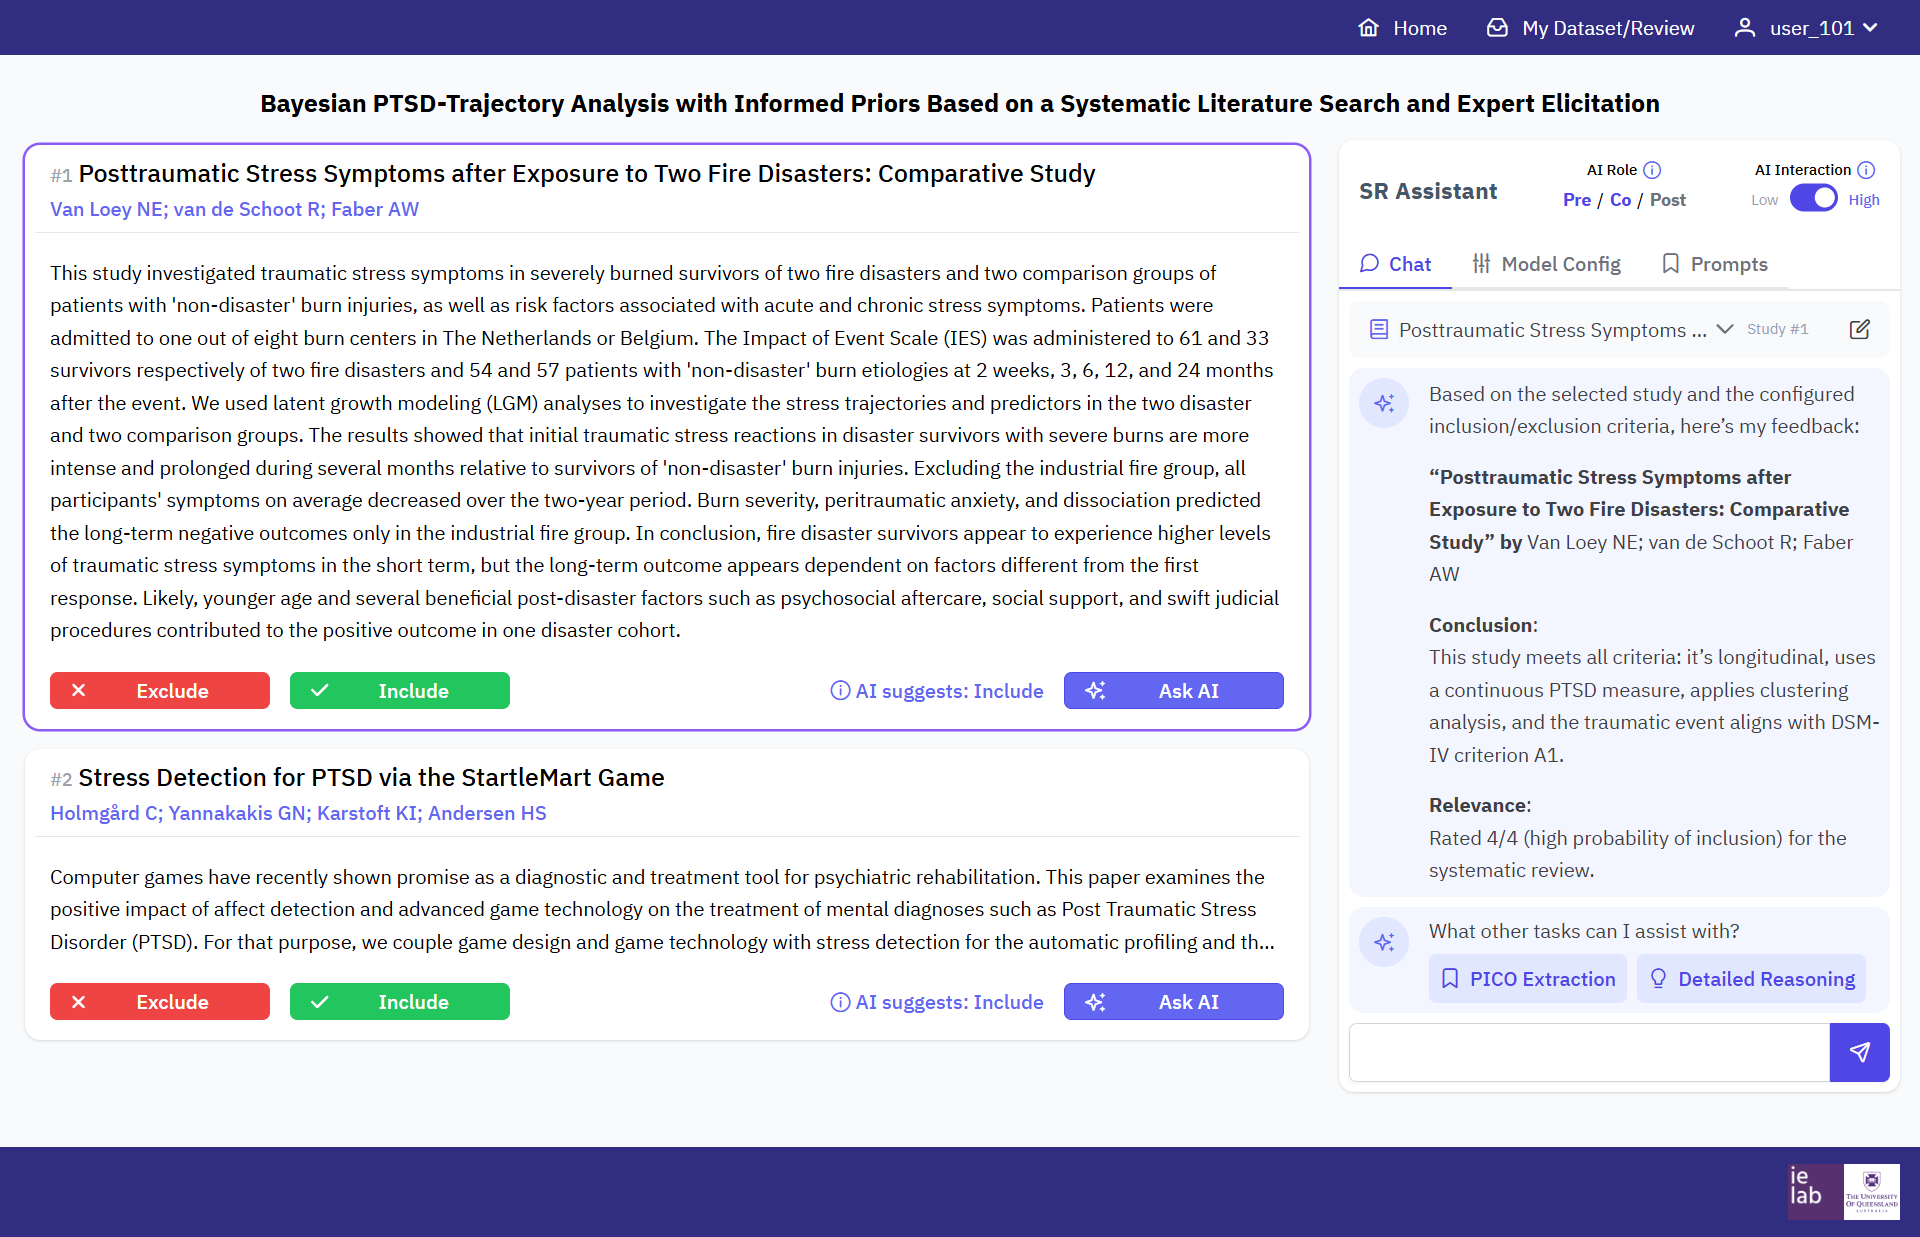 Home
My Dataset/Review
user_101
Bayesian PTSD-Trajectory Analysis with Informed Priors Based on a Systematic Literature Search and Expert Elicitation
#1 Posttraumatic Stress Symptoms after Exposure to Two Fire Disasters: Comparative Study
Van Loey NE; van de Schoot R; Faber AW
This study investigated traumatic stress symptoms in severely burned survivors of two fire disasters and two comparison groups of
patients with 'non-disaster' burn injuries, as well as risk factors associated with acute and chronic stress symptoms. Patients were
admitted to one out of eight burn centers in The Netherlands or Belgium. The Impact of Event Scale (IES) was administered to 61 and 33
survivors respectively of two fire disasters and 54 and 57 patients with 'non-disaster' burn etiologies at 2 weeks, 3, 6, 12, and 24 months
after the event. We used latent growth modeling (LGM) analyses to investigate the stress trajectories and predictors in the two disaster
and two comparison groups. The results showed that initial traumatic stress reactions in disaster survivors with severe burns are more
intense and prolonged during several months relative to survivors of 'non-disaster' burn injuries. Excluding the industrial fire group, all
participants' symptoms on average decreased over the two-year period. Burn severity, peritraumatic anxiety, and dissociation predicted
the long-term negative outcomes only in the industrial fire group. In conclusion, fire disaster survivors appear to experience higher levels
of traumatic stress symptoms in the short term, but the long-term outcome appears dependent on factors different from the first
response. Likely, younger age and several beneficial post-disaster factors such as psychosocial aftercare, social support, and swift judicial
procedures contributed to the positive outcome in one disaster cohort.
Exclude
Include
AI suggests: Include
Ask AI
#2 Stress Detection for PTSD via the StartleMart Game
Holmgård C; Yannakakis GN; Karstoft KI; Andersen HS
Computer games have recently shown promise as a diagnostic and treatment tool for psychiatric rehabilitation. This paper examines the
positive impact of affect detection and advanced game technology on the treatment of mental diagnoses such as Post Traumatic Stress
Disorder (PTSD). For that purpose, we couple game design and game technology with stress detection for the automatic profiling and th...
Exclude
Include
AI suggests: Include
Ask AI
SR Assistant
AI Role
Pre / Co / Post
AI Interaction
Low
High
Chat
Model Config
Prompts
Posttraumatic Stress Symptoms ...
Study #1
Based on the selected study and the configured
inclusion/exclusion criteria, here’s my feedback:
“Posttraumatic Stress Symptoms after
Exposure to Two Fire Disasters: Comparative
Study” by Van Loey NE; van de Schoot R; Faber
AW
Conclusion:
This study meets all criteria: it’s longitudinal, uses
a continuous PTSD measure, applies clustering
analysis, and the traumatic event aligns with DSM-
IV criterion A1.
Relevance:
Rated 4/4 (high probability of inclusion) for the
systematic review.
What other tasks can I assist with?
PICO Extraction
Detailed Reasoning
ie
lab
THE UNIVERSITY
OF QUEENSLAND
AUSTRALIA